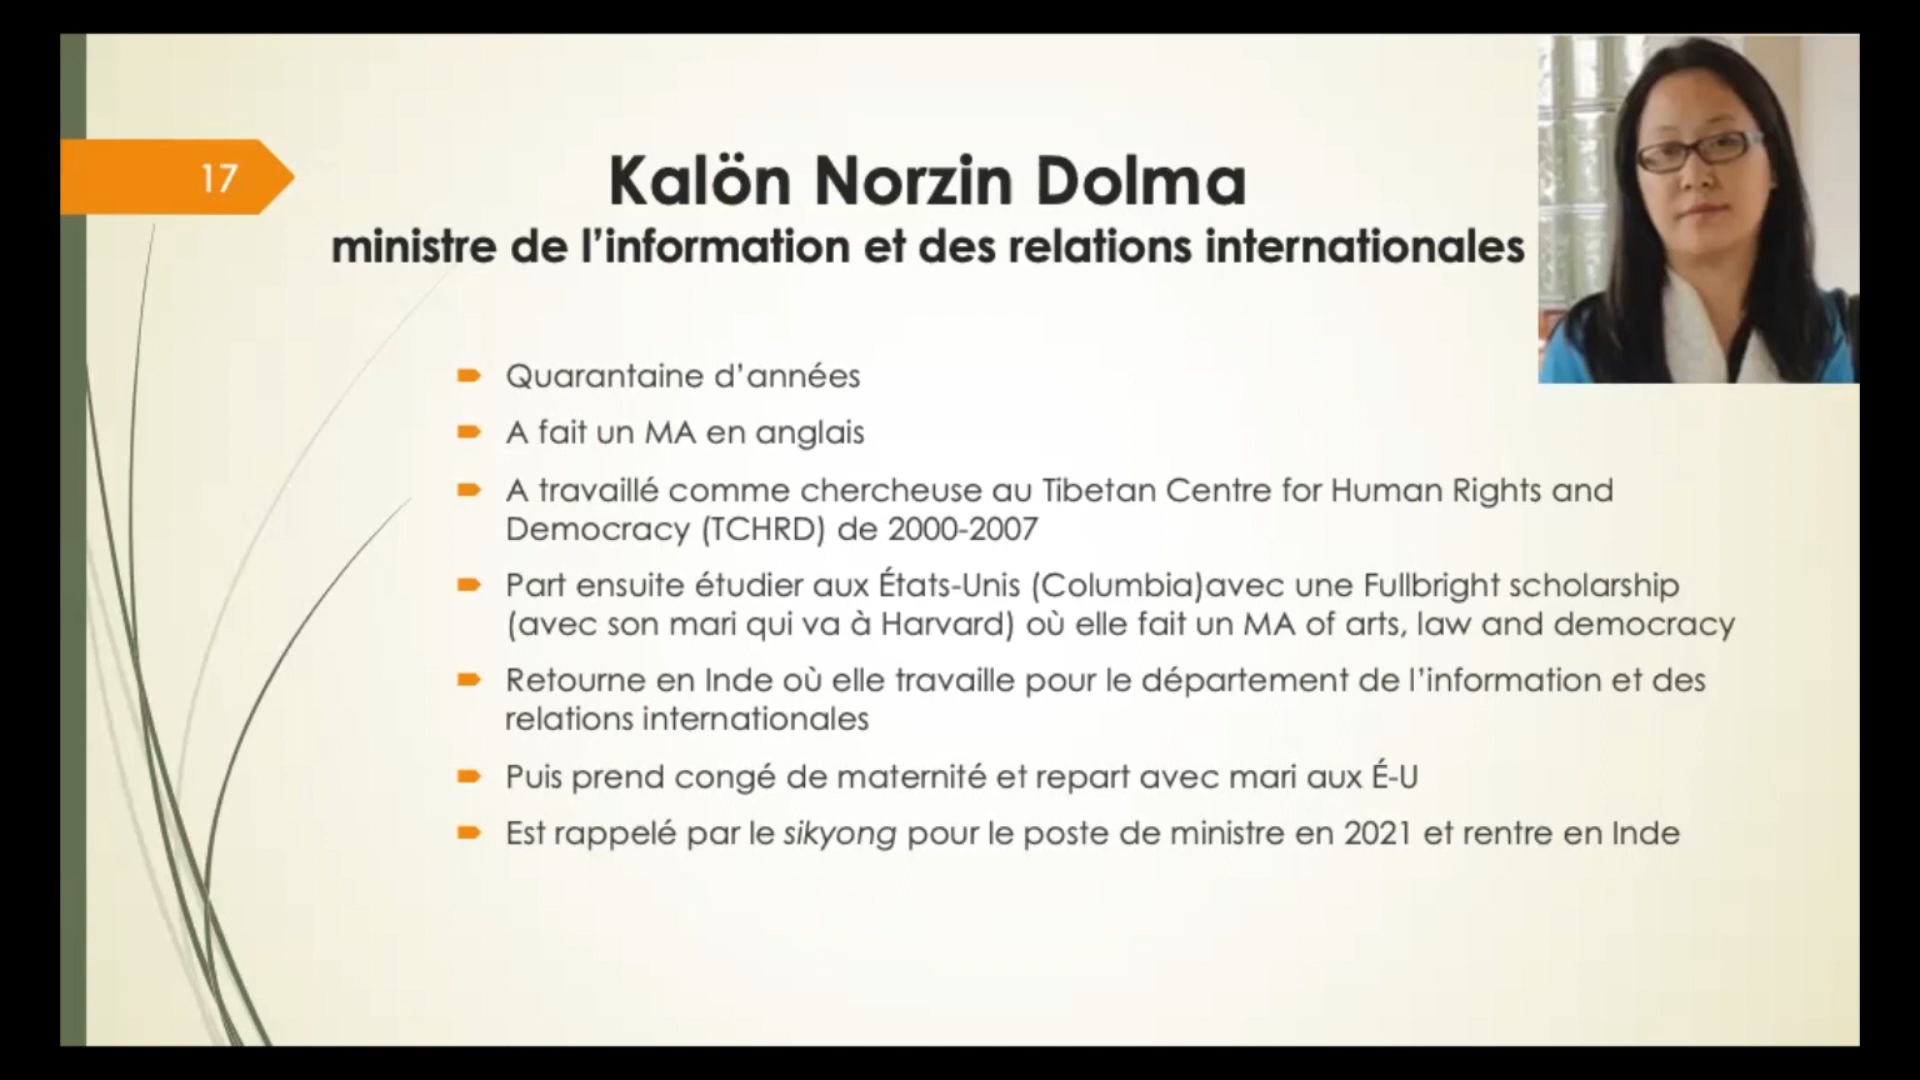 17
Kalön Norzin Dolma
ministre de l’information et des relations internationales
Quarantaine d’années
A fait un MA en anglais
A travaillé comme chercheuse au Tibetan Centre for Human Rights and
Democracy (TCHRD) de 2000-2007
Part ensuite étudier aux États-Unis (Columbia)avec une Fullbright scholarship
(avec son mari qui va à Harvard) où elle fait un MA of arts, law and democracy
Retourne en Inde où elle travaille pour le département de l’information et des
relations internationales
Puis prend congé de maternité et repart avec mari aux É-U
Est rappelé par le sikyong pour le poste de ministre en 2021 et rentre en Inde